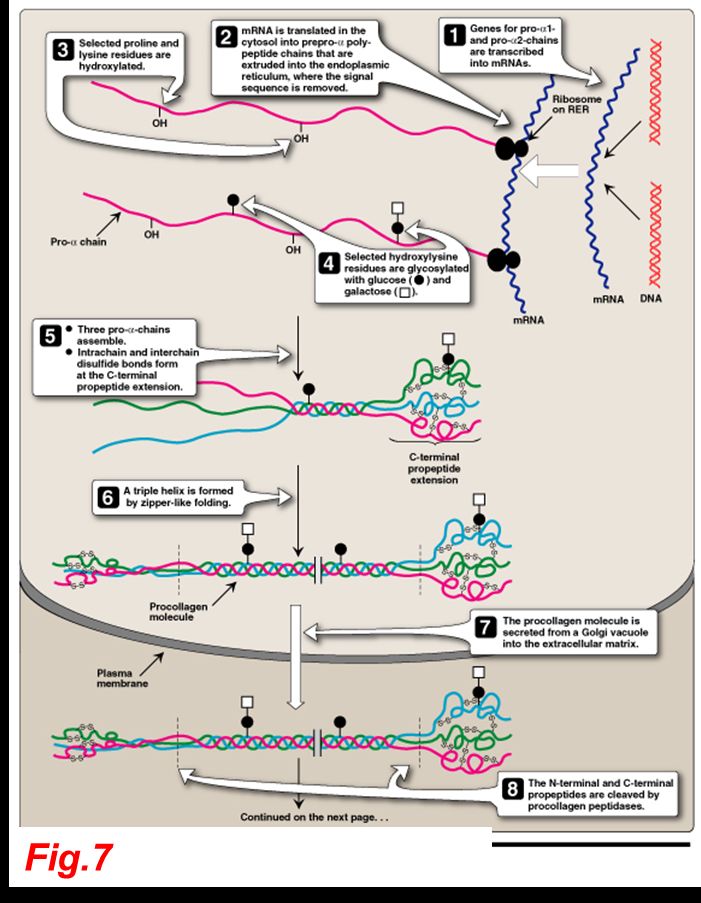 1 Genes for pro-α1-
and pro-α2-chains
are transcribed
into mRNAs.
2 mRNA is translated in the
cytosol into prepro-α poly-
peptide chains that are
extruded into the endoplasmic
reticulum, where the signal
sequence is removed.
3 Selected proline and
lysine residues are
hydroxylated.
Ribosome
on RER
OH
OH
Pro-α chain
OH
OH
4 Selected hydroxylysine
residues are glycosylated
with glucose (●) and
galactose (□).
mRNA
mRNA
DNA
5 ● Three pro-α-chains
assemble.
● Intrachain and interchain
disulfide bonds form
at the C-terminal
propeptide extension.
C-terminal
propeptide
extension
6 A triple helix is formed
by zipper-like folding.
Procollagen
molecule
7 The procollagen molecule is
secreted from a Golgi vacuole
into the extracellular matrix.
Plasma
membrane
8 The N-terminal and C-terminal
propeptides are cleaved by
procollagen peptidases.
Continued on the next page. . .
Fig.7